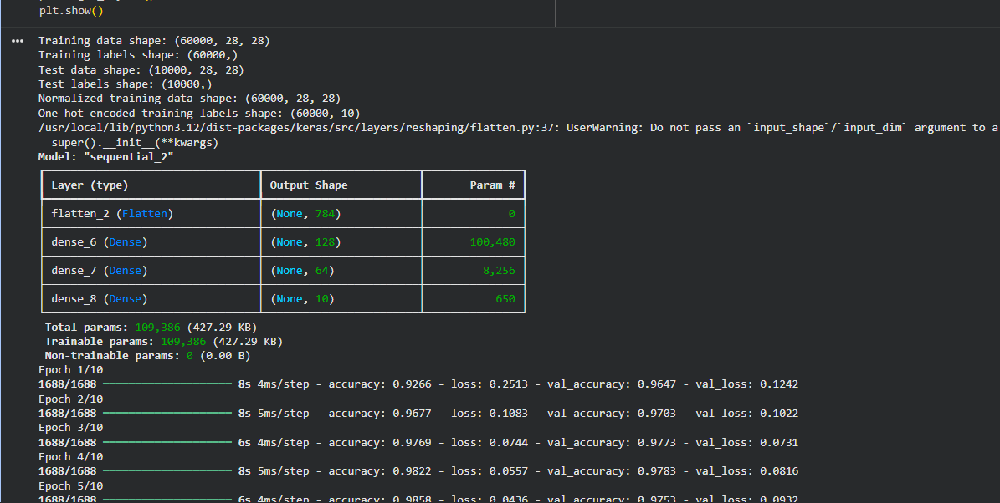 plt.show()
Training data shape: (60000, 28, 28)
Training labels shape: (60000,)
Test data shape: (10000, 28, 28)
Test labels shape: (10000,)
Normalized training data shape: (60000, 28, 28)
One-hot encoded training labels shape: (60000, 10)
/usr/local/lib/python3.12/dist-packages/keras/src/layers/reshaping/flatten.py:37: UserWarning: Do not pass an `input_shape`/`input_dim` argument to a
super().__init__(**kwargs)
Model: "sequential_2"
Layer (type) Output Shape Param #
flatten_2 (Flatten) (None, 784) 0
dense_6 (Dense) (None, 128) 100,480
dense_7 (Dense) (None, 64) 8,256
dense_8 (Dense) (None, 10) 650
Total params: 109,386 (427.29 KB)
Trainable params: 109,386 (427.29 KB)
Non-trainable params: 0 (0.00 B)
Epoch 1/10
1688/1688 8s 4ms/step - accuracy: 0.9266 - loss: 0.2513 - val_accuracy: 0.9647 - val_loss: 0.1242
Epoch 2/10
1688/1688 8s 5ms/step - accuracy: 0.9677 - loss: 0.1083 - val_accuracy: 0.9703 - val_loss: 0.1022
Epoch 3/10
1688/1688 6s 4ms/step - accuracy: 0.9769 - loss: 0.0744 - val_accuracy: 0.9773 - val_loss: 0.0731
Epoch 4/10
1688/1688 8s 5ms/step - accuracy: 0.9822 - loss: 0.0557 - val_accuracy: 0.9783 - val_loss: 0.0816
Epoch 5/10
1688/1688 6s 4ms/step - accuracy: 0.9858 - loss: 0.0436 - val_accuracy: 0.9753 - val_loss: 0.0932